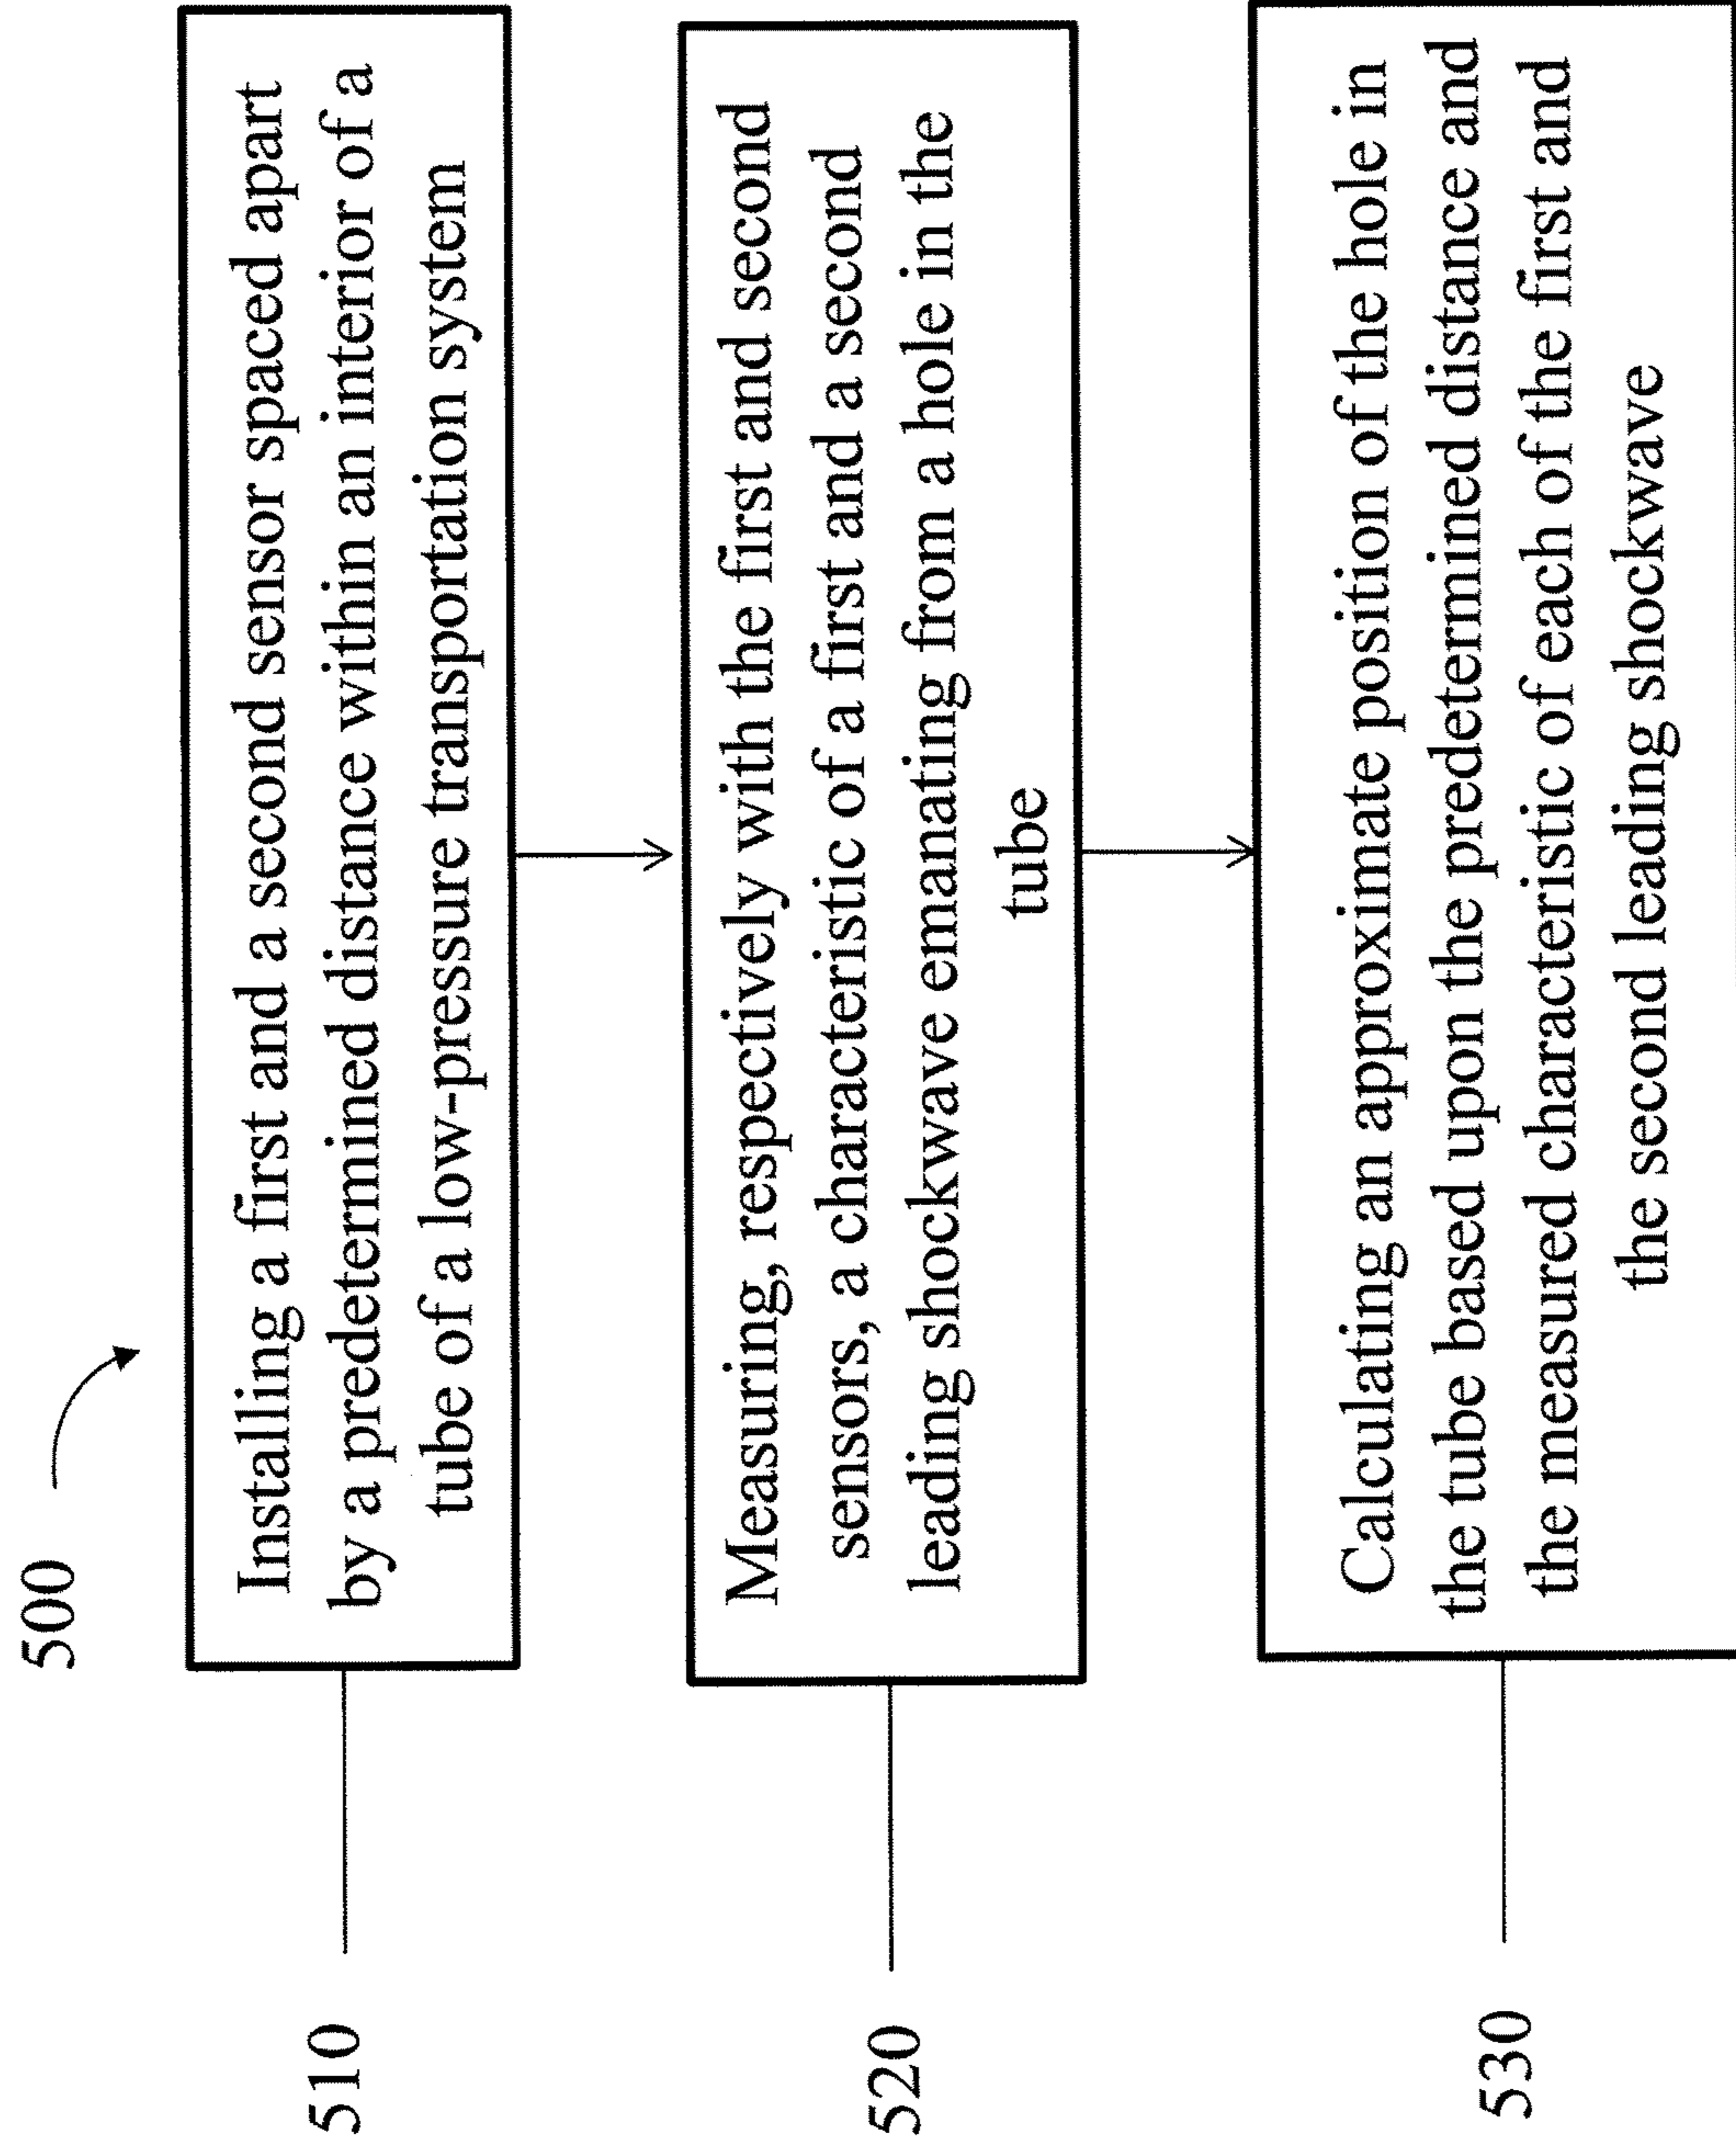 500
510
Installing a first and a second sensor spaced apart
by a predetermined distance within an interior of a
tube of a low-pressure transportation system
520
Measuring, respectively with the first and second
sensors, a characteristic of a first and a second
leading shockwave emanating from a hole in the
tube
530
Calculating an approximate position of the hole in
the tube based upon the predetermined distance and
the measured characteristic of each of the first and
the second leading shockwave